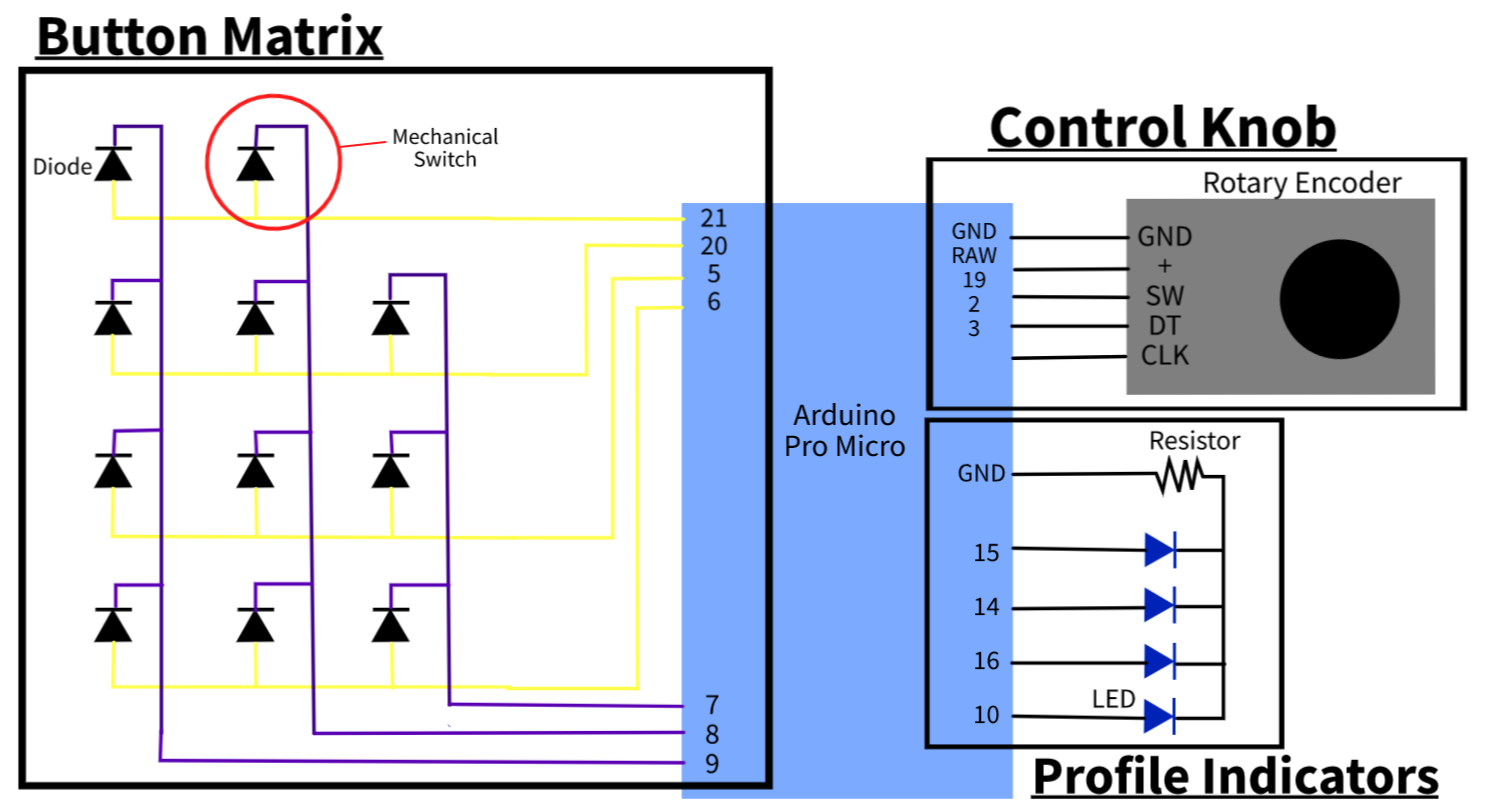 Button Matrix
Diode
Mechanical
Switch
21
20
5
6
7
8
9
Arduino
Pro Micro
Control Knob
Rotary Encoder
GND
RAW
19
2
3
GND
+
SW
DT
CLK
Resistor
GND
15
14
16
10
LED
Profile Indicators